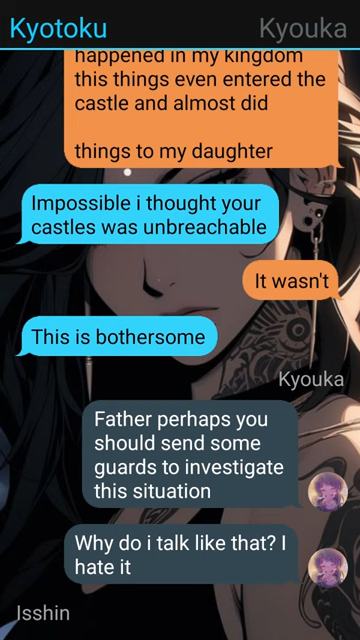 Kyotoku
Kyouka
happened in my kingdom
this things even entered the
castle and almost did
things to my daughter
Impossible i thought your
castles was unbreachable
It wasn't
This is bothersome
Kyouka
Father perhaps you
should send some
guards to investigate
this situation
Why do i talk like that? I
hate it
Isshin